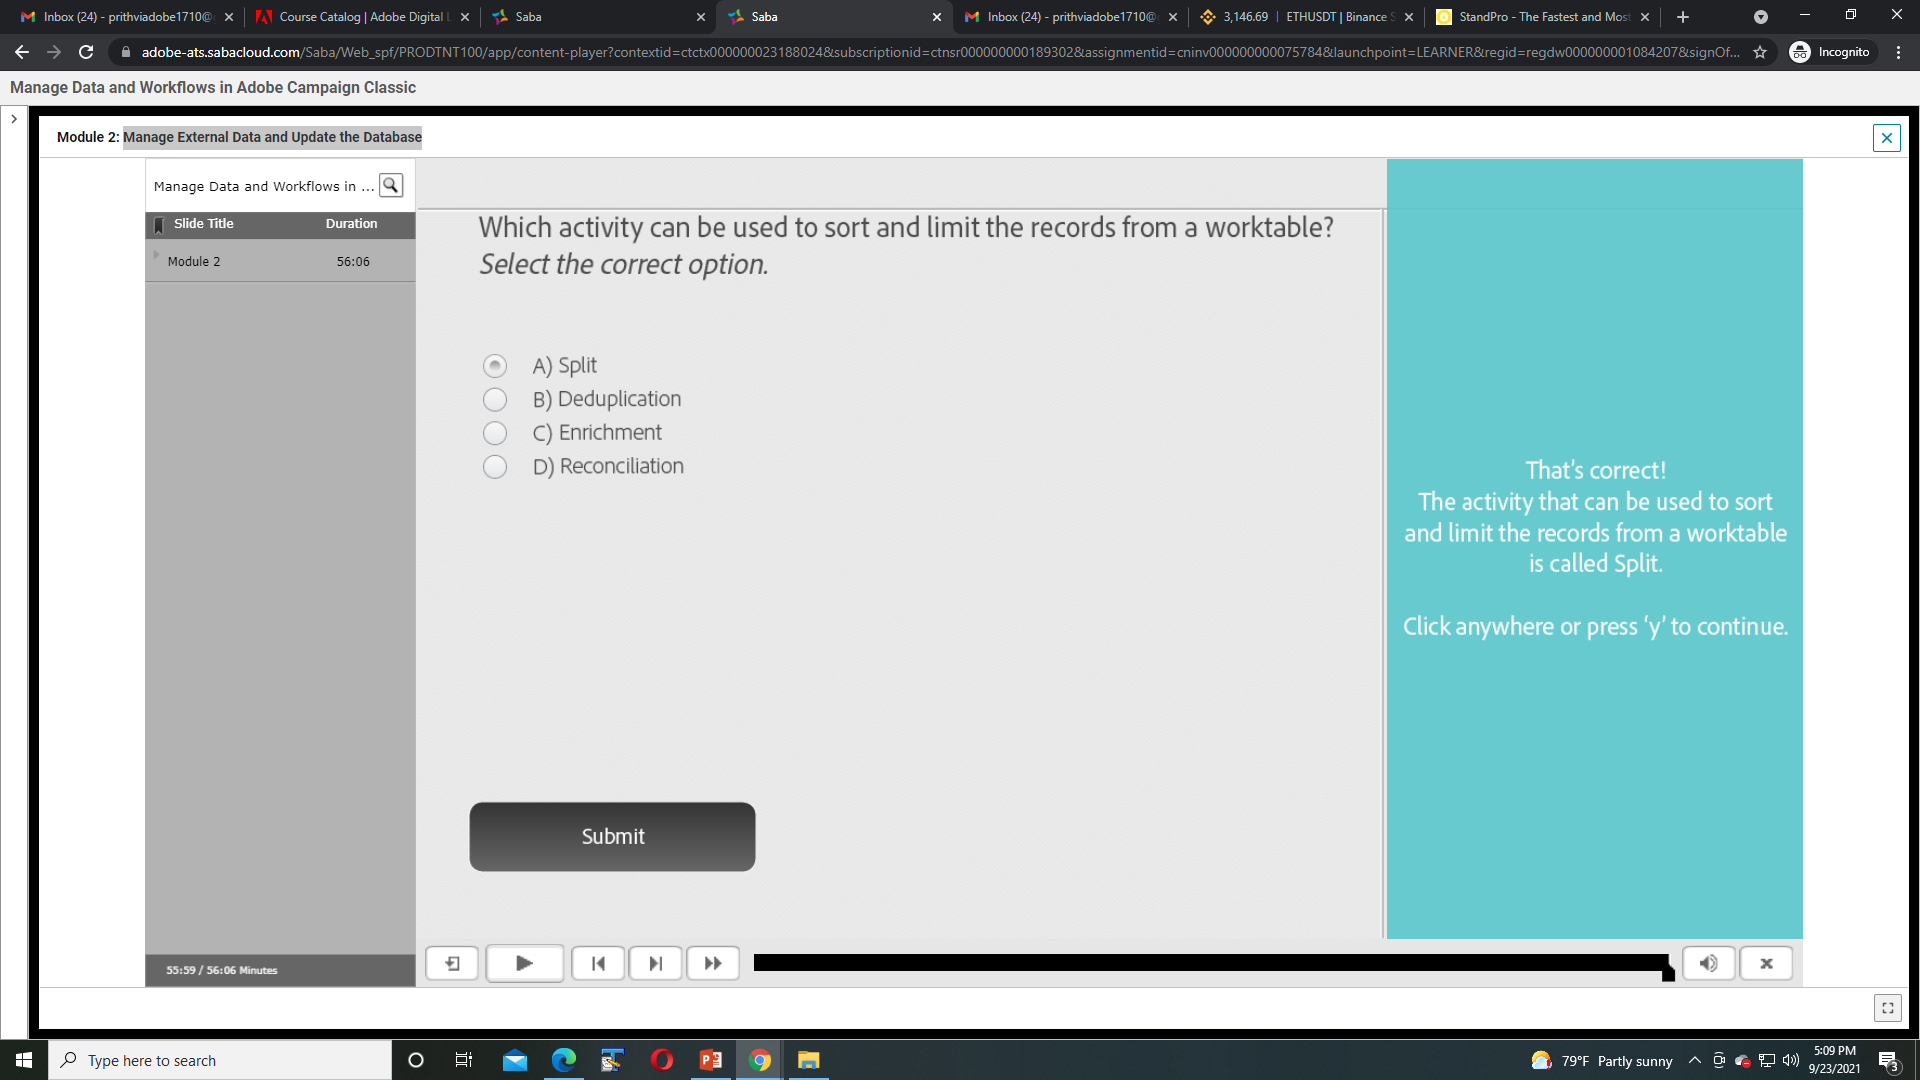 Inbox (24) - prithviadobe1710@
Course Catalog | Adobe Digital L
Saba
Saba
Inbox (24) - prithviadobe1710@
3,146.69 | ETHUSDT | Binance S
StandPro - The Fastest and Most
adobe-ats.sabacloud.com/Saba/Web_spf/PRODTNT100/app/content-player?contextid=ctctx000000023188024&subscriptionid=ctnsr000000000189302&assignmentid=cninv000000000075784&launchpoint=LEARNER&regid=regdw000000001084207&signOf...
Incognito
Manage Data and Workflows in Adobe Campaign Classic
Module 2: Manage External Data and Update the Database
Manage Data and Workflows in ...
Slide Title Duration
Module 2 56:06
Which activity can be used to sort and limit the records from a worktable?
Select the correct option.
A) Split
B) Deduplication
C) Enrichment
D) Reconciliation
Submit
That's correct!
The activity that can be used to sort
and limit the records from a worktable
is called Split.
Click anywhere or press 'y' to continue.
55:59 / 56:06 Minutes
Type here to search
79°F Partly sunny
5:09 PM
9/23/2021
3